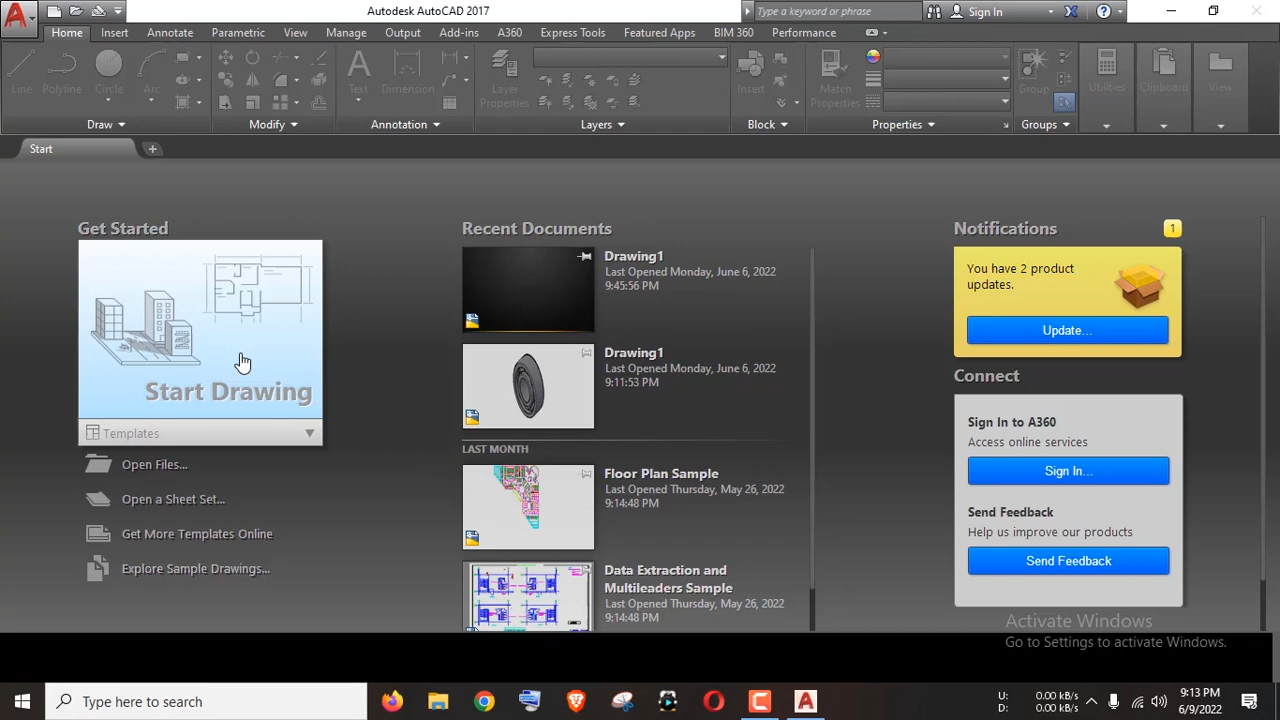 Autodesk AutoCAD 2017
Type a keyword or phrase
Sign In
Home Insert Annotate Parametric View Manage Output Add-ins A360 Express Tools Featured Apps BIM 360 Performance
Line Polyline Circle Arc Text Dimension Layer Properties Insert Match Properties Group Utilities Clipboard View
Draw Modify Annotation Layers Block Properties Groups
Start
Get Started
Start Drawing
Templates
Open Files...
Open a Sheet Set...
Get More Templates Online
Explore Sample Drawings...
Recent Documents
Drawing1
Last Opened Monday, June 6, 2022
9:45:56 PM
Drawing1
Last Opened Monday, June 6, 2022
9:11:53 PM
LAST MONTH
Floor Plan Sample
Last Opened Thursday, May 26, 2022
9:14:48 PM
Data Extraction and
Multileaders Sample
Last Opened Thursday, May 26, 2022
9:14:48 PM
Notifications 1
You have 2 product
updates.
Update...
Connect
Sign In to A360
Access online services
Sign In...
Send Feedback
Help us improve our products
Send Feedback
Activate Windows
Go to Settings to activate Windows.
Type here to search
U: 0.00 kB/s
D: 0.00 kB/s
9:13 PM
6/9/2022